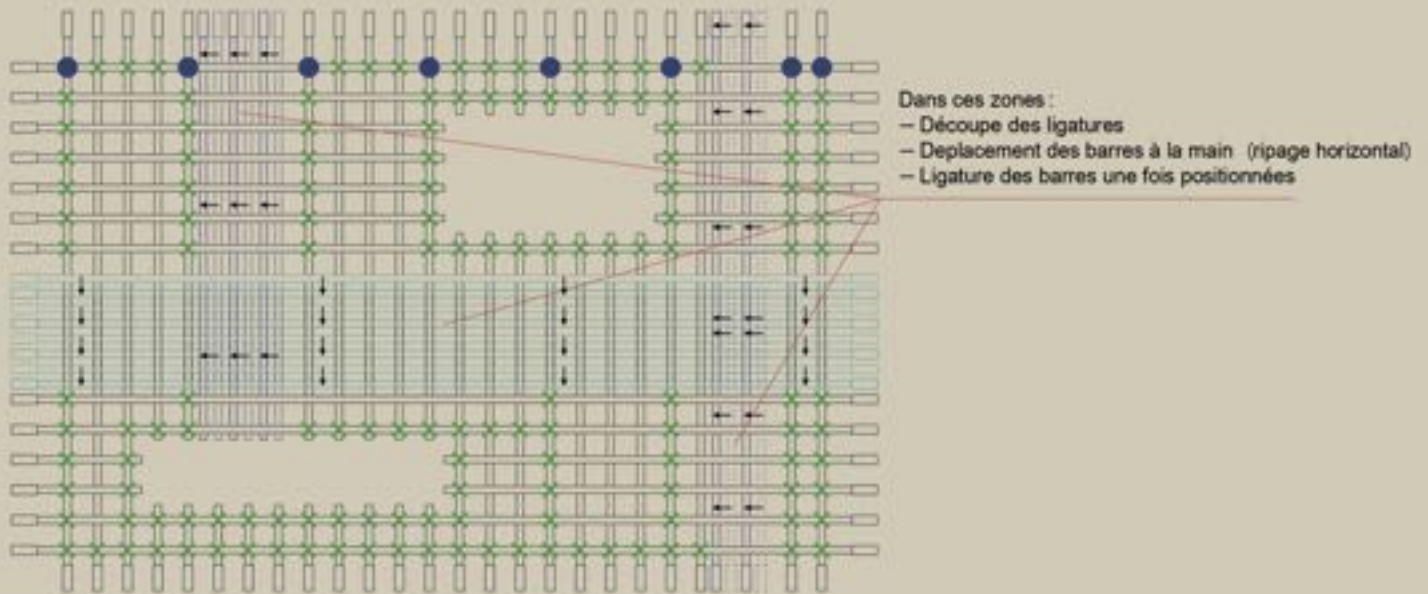 Dans ces zones :
– Découpe des ligatures
– Deplacement des barres à la main (ripage horizontal)
– Ligature des barres une fois positionnées